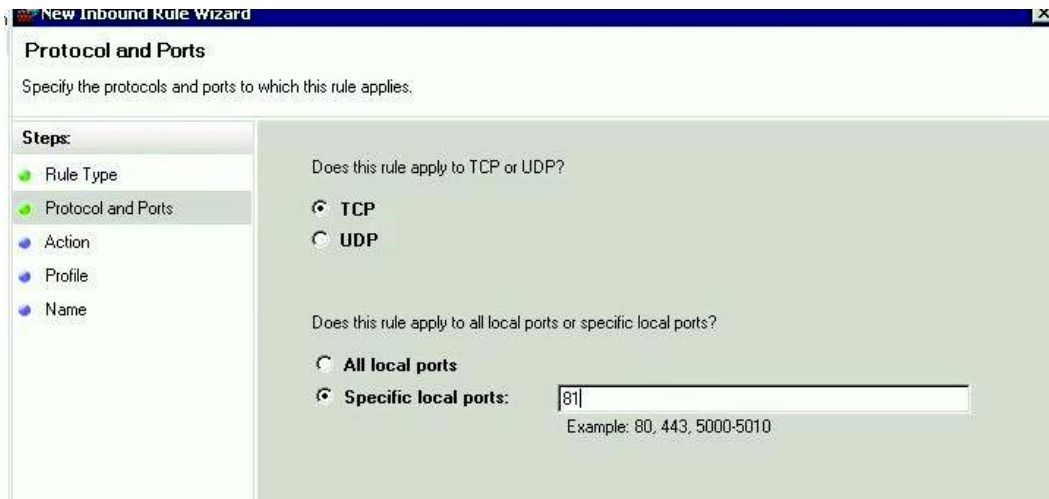 New Inbound Rule Wizard
Protocol and Ports
Specify the protocols and ports to which this rule applies.
Steps:
Rule Type
Protocol and Ports
Action
Profile
Name
Does this rule apply to TCP or UDP?
TCP
UDP
Does this rule apply to all local ports or specific local ports?
All local ports
Specific local ports: 81
Example: 80, 443, 5000-5010